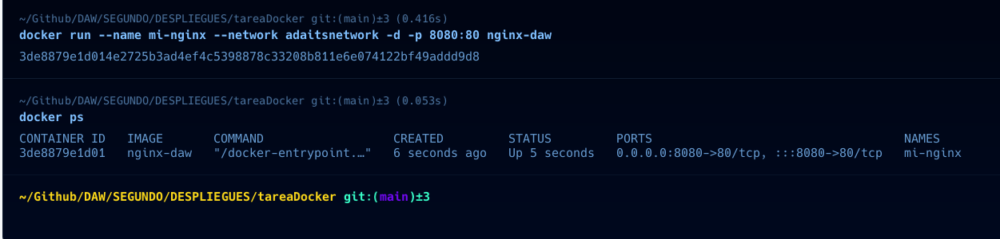 ~/Github/DAW/SEGUNDO/DESPLIEGUES/tareaDocker git:(main)±3 (0.416s)
docker run --name mi-nginx --network adaitsnetwork -d -p 8080:80 nginx-daw
3de8879e1d014e2725b3ad4ef4c5398878c33208b811e6e074122bf49addd9d8
~/Github/DAW/SEGUNDO/DESPLIEGUES/tareaDocker git:(main)±3 (0.053s)
docker ps
CONTAINER ID   IMAGE       COMMAND                  CREATED         STATUS         PORTS                                   NAMES
3de8879e1d01   nginx-daw   "/docker-entrypoint.…"   6 seconds ago   Up 5 seconds   0.0.0.0:8080->80/tcp, :::8080->80/tcp   mi-nginx
~/Github/DAW/SEGUNDO/DESPLIEGUES/tareaDocker git:(main)±3